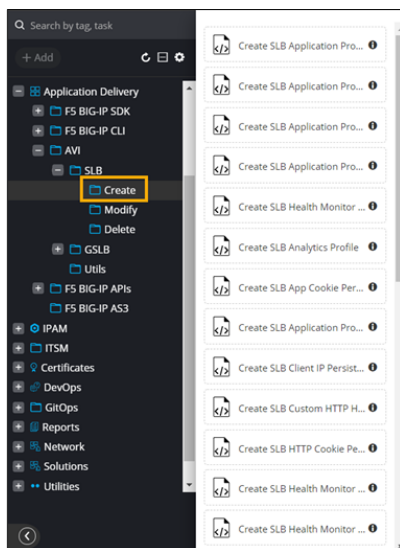 Search by tag, task
+ Add
Application Delivery
F5 BIG-IP SDK
F5 BIG-IP CLI
AVI
SLB
Create
Modify
Delete
GSLB
Utils
F5 BIG-IP APIs
F5 BIG-IP AS3
IPAM
ITSM
Certificates
DevOps
GitOps
Reports
Network
Solutions
Utilities
Create SLB Application Pro...
Create SLB Application Pro...
Create SLB Application Pro...
Create SLB Application Pro...
Create SLB Health Monitor ...
Create SLB Analytics Profile
Create SLB App Cookie Per...
Create SLB Application Pro...
Create SLB Client IP Persist...
Create SLB Custom HTTP H...
Create SLB HTTP Cookie Pe...
Create SLB Health Monitor ...
Create SLB Health Monitor ...